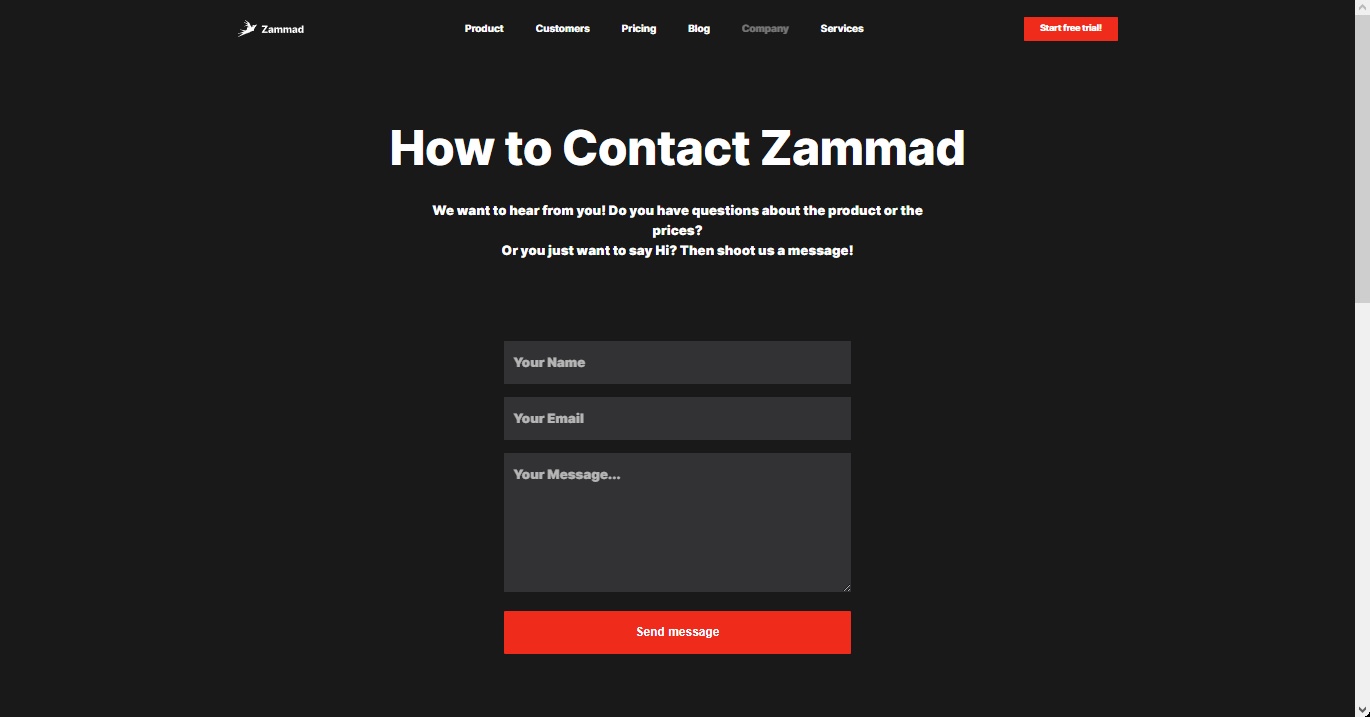 Zammad
Product
Customers
Pricing
Blog
Company
Services
Start free trial!
How to Contact Zammad
We want to hear from you! Do you have questions about the product or the
prices?
Or you just want to say Hi? Then shoot us a message!
Your Name
Your Email
Your Message...
Send message